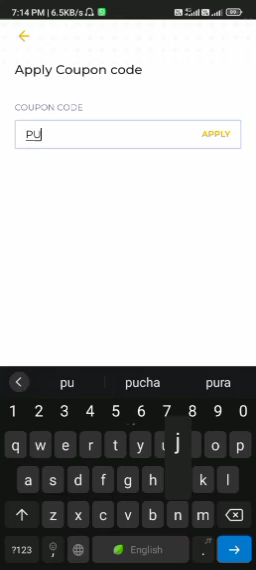 7:14 PM | 6.5KB/s
Apply Coupon code
COUPON CODE
PU
APPLY
pu pucha pura
1 2 3 4 5 6 7 8 9 0
q w e r t y u j o p
a s d f g h k l
z x c v b n m
?123 , English .